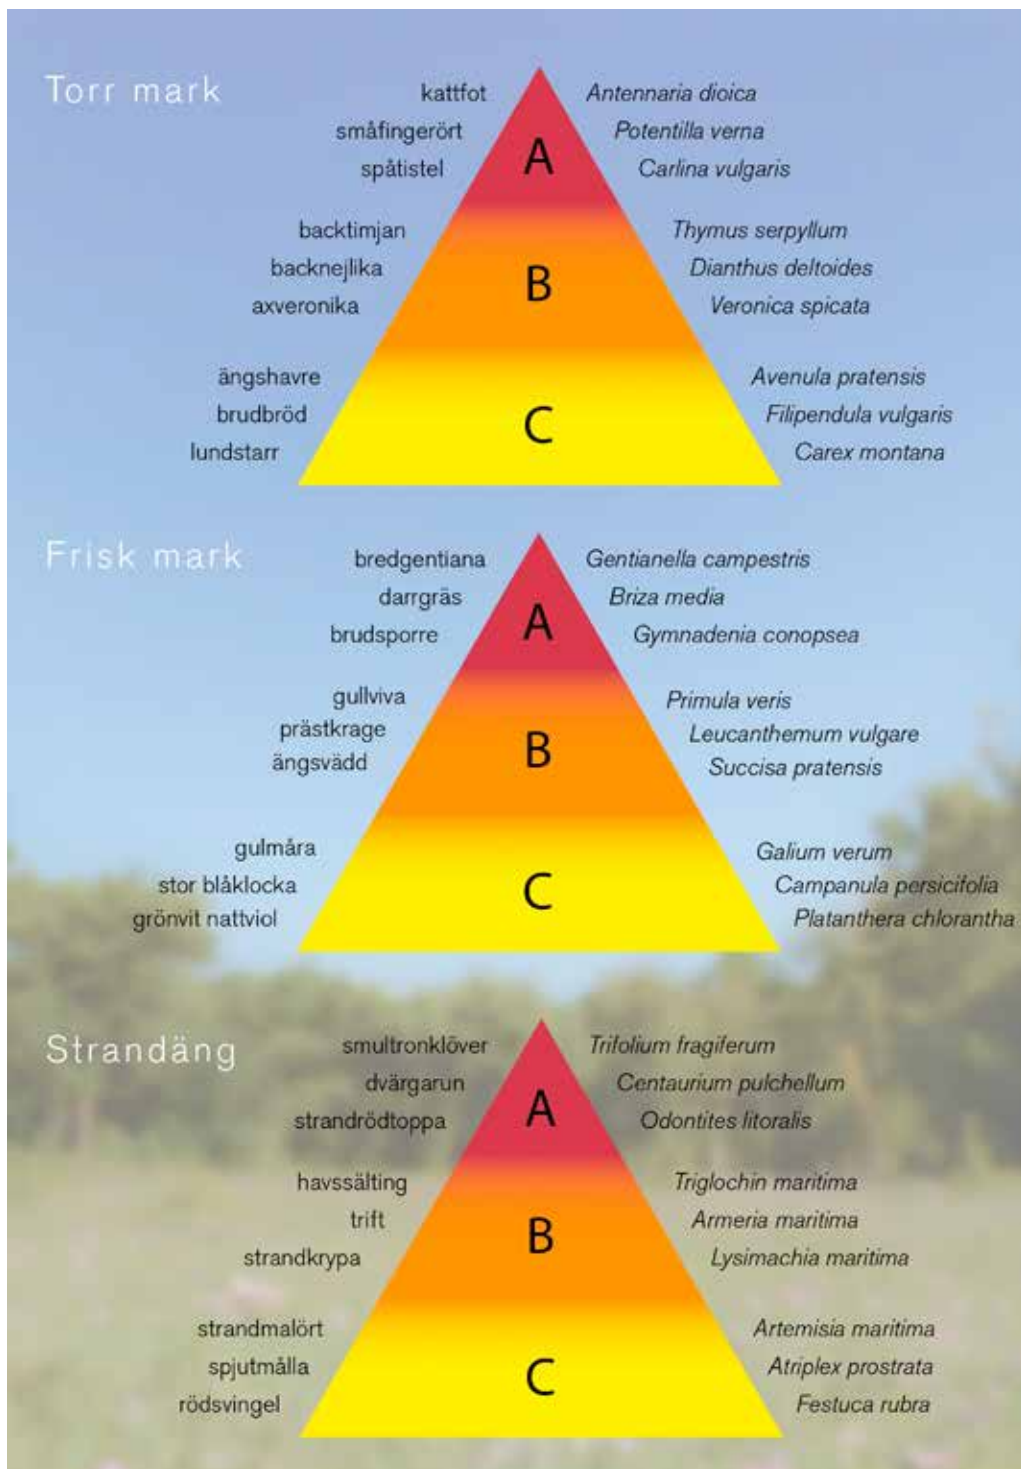 Torr mark
kattfot Antennaria dioica
småfingerört Potentilla verna
A
spåtistel Carlina vulgaris
backtimjan Thymus serpyllum
backnejlika Dianthus deltoides
B
axveronika Veronica spicata
ängshavre Avenula pratensis
brudbröd Filipendula vulgaris
C
lundstarr Carex montana
Frisk mark
bredgentiana Gentianella campestris
darrgräs Briza media
A
brudsporre Gymnadenia conopsea
gullviva Primula veris
prästkrage Leucanthemum vulgare
B
ängsvädd Succisa pratensis
gulmåra Galium verum
stor blåklocka Campanula persicifolia
C
grönvit nattviol Platanthera chlorantha
Strandäng
smultronklöver Trifolium fragiferum
dvärgarun Centaurium pulchellum
A
strandrödtoppa Odontites litoralis
havssälting Triglochin maritima
trift Armeria maritima
B
strandkrypa Lysimachia maritima
strandmalört Artemisia maritima
spjutmålla Atriplex prostrata
C
rödsvingel Festuca rubra